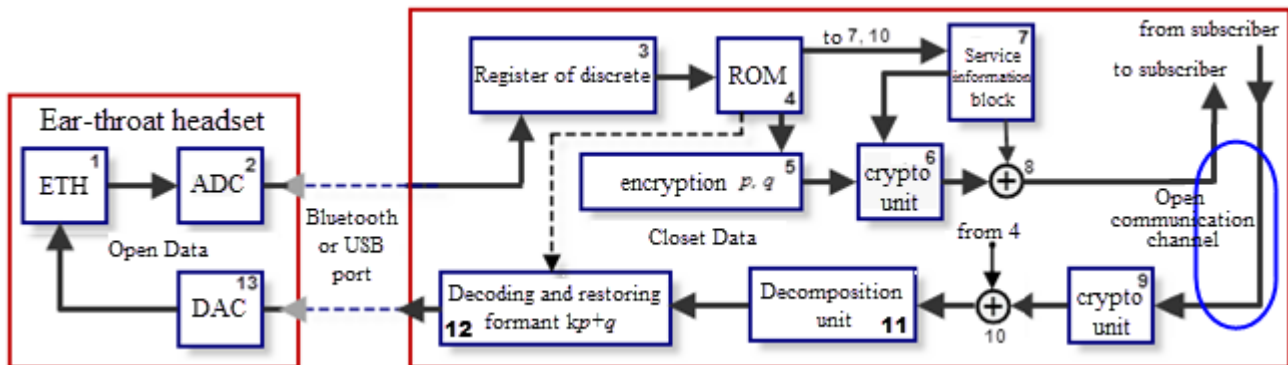 from subscriber
to subscriber
3
Register of discrete
ROM
4
to 7, 10
7
Service
information
block
Ear-throat headset
1
ETH
2
ADC
5
encryption p, q
6
crypto
unit
8
Open
communication
channel
Bluetooth
or USB
port
Open Data
Closet Data
from 4
13
DAC
Decoding and restoring
formant kp+q
12
Decomposition
unit
11
10
9
crypto
unit